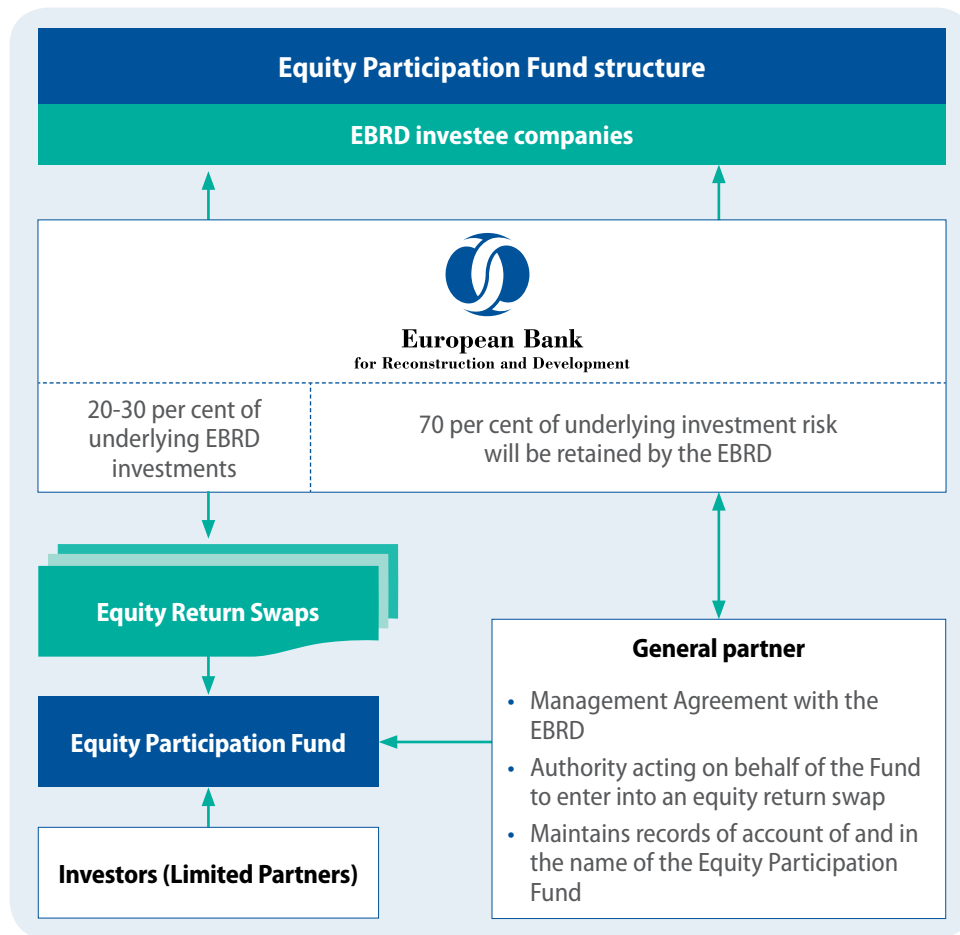 Equity Participation Fund structure
EBRD investee companies
European Bank
for Reconstruction and Development
20-30 per cent of
underlying EBRD
investments
70 per cent of underlying investment risk
will be retained by the EBRD
Equity Return Swaps
Equity Participation Fund
Investors (Limited Partners)
General partner
• Management Agreement with the
EBRD
• Authority acting on behalf of the Fund
to enter into an equity return swap
• Maintains records of account of and in
the name of the Equity Participation
Fund